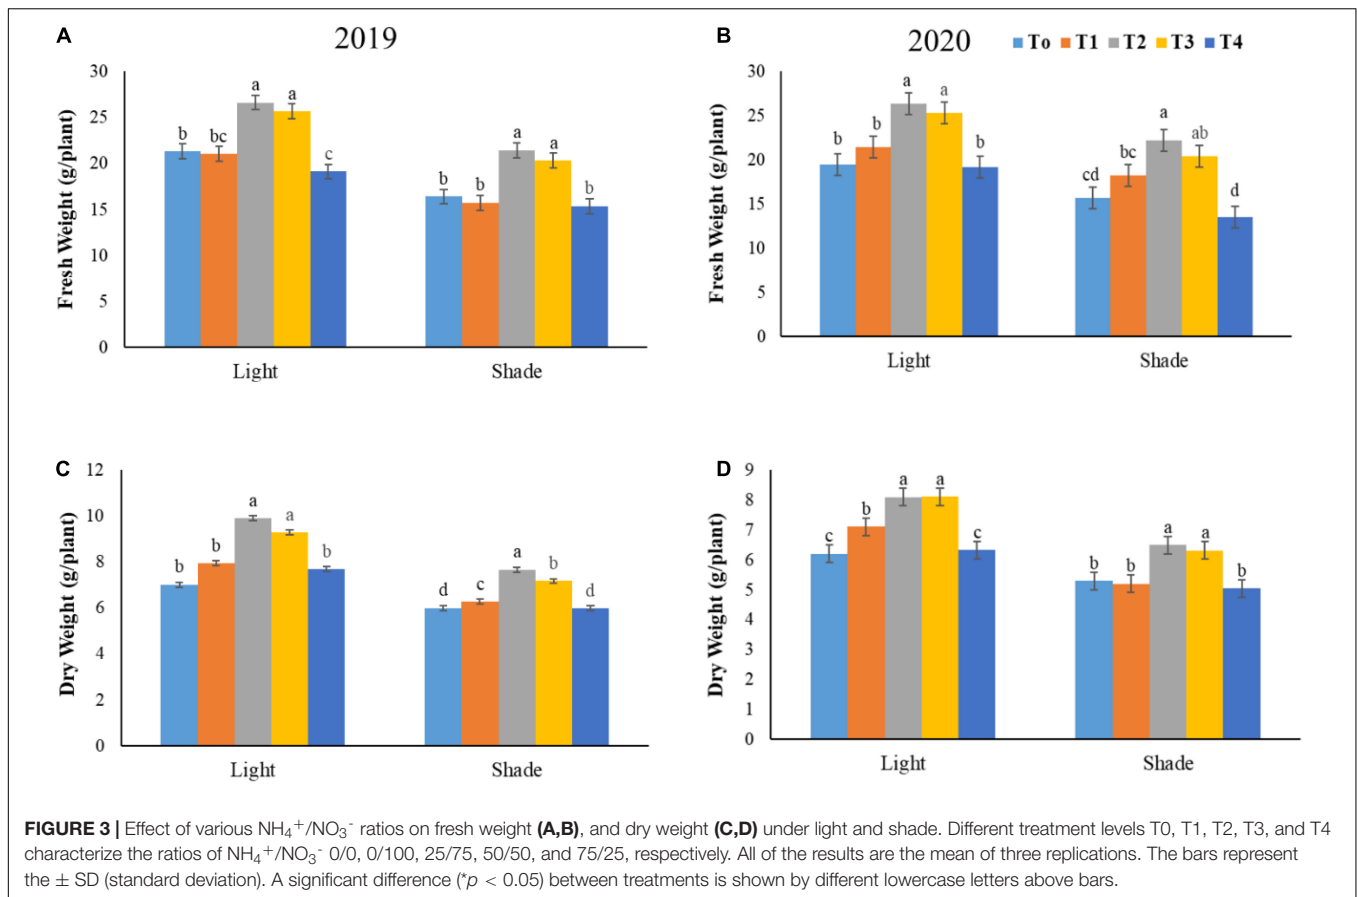 A
2019
B
2020
To T1 T2 T3 T4
Fresh Weight (g/plant)
30
25
20
15
10
5
0
b bc a a c
b b a a b
Light Shade
Fresh Weight (g/plant)
30
25
20
15
10
5
0
b b a a b
cd bc a ab d
Light Shade
C
Dry Weight (g/plant)
12
10
8
6
4
2
0
b b a a b
d c a b d
Light Shade
D
Dry Weight (g/plant)
9
8
7
6
5
4
3
2
1
0
c b a a c
b b a a b
Light Shade
FIGURE 3 | Effect of various NH₄⁺/NO₃⁻ ratios on fresh weight (A,B), and dry weight (C,D) under light and shade. Different treatment levels T0, T1, T2, T3, and T4
characterize the ratios of NH₄⁺/NO₃⁻ 0/0, 0/100, 25/75, 50/50, and 75/25, respectively. All of the results are the mean of three replications. The bars represent
the ± SD (standard deviation). A significant difference (*p < 0.05) between treatments is shown by different lowercase letters above bars.